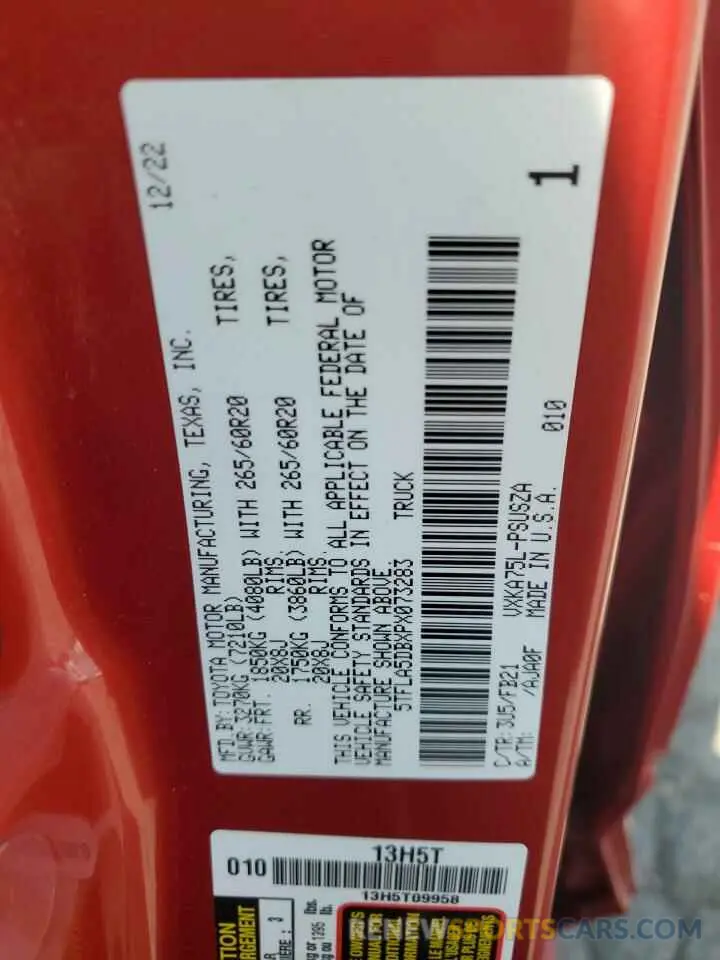 MFD BY:TOYOTA MOTOR MANUFACTURING, TEXAS, INC. 12/22
GVWR: 3270KG (7210LB)
GAWR:FRT. 1850KG (4080LB) WITH 265/60R20 TIRES,
20X8J RIMS
RR. 1750KG (3860LB) WITH 265/60R20 TIRES,
20X8J RIMS.
THIS VEHICLE CONFORMS TO ALL APPLICABLE FEDERAL MOTOR
VEHICLE SAFETY STANDARDS IN EFFECT ON THE DATE OF
MANUFACTURE SHOWN ABOVE.
5TFLA5DBXPX073283 TRUCK
C/TR: 3U5/FB21 VXKA75L-PSUSZA 010
A/TM: /AJA0F MADE IN U.S.A.
1
13H5T
010
13H5T09958
RENEWSPORTSCARS.COM